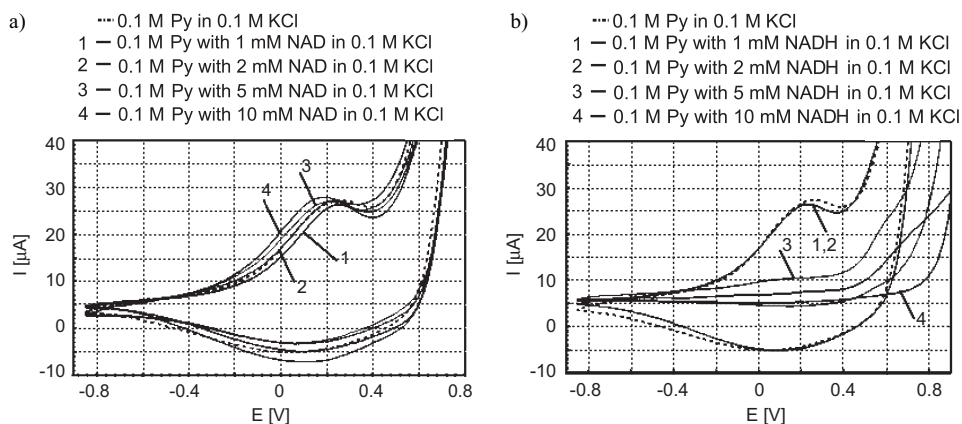 a)
0.1 M Py in 0.1 M KCl
1 0.1 M Py with 1 mM NAD in 0.1 M KCl
2 0.1 M Py with 2 mM NAD in 0.1 M KCl
3 0.1 M Py with 5 mM NAD in 0.1 M KCl
4 0.1 M Py with 10 mM NAD in 0.1 M KCl
40
30
20
10
0
-10
I [µA]
3
4
1
2
-0.8
-0.4
0
0.4
0.8
E [V]
b)
0.1 M Py in 0.1 M KCl
1 0.1 M Py with 1 mM NADH in 0.1 M KCl
2 0.1 M Py with 2 mM NADH in 0.1 M KCl
3 0.1 M Py with 5 mM NADH in 0.1 M KCl
4 0.1 M Py with 10 mM NADH in 0.1 M KCl
40
30
20
10
0
-10
I [µA]
3
1,2
4
-0.8
-0.4
0
0.4
0.8
E [V]